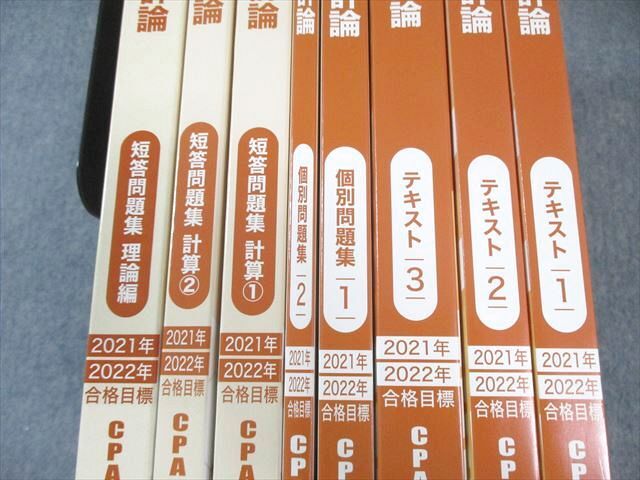 論
短答問題集 理論編
2021年
2022年
合格目標
CPA
論
短答問題集 計算②
2021年
2022年
合格目標
CPA
論
短答問題集 計算①
2021年
2022年
合格目標
CPA
論
個別問題集 2
2021年
2022年
合格目標
CP
論
個別問題集 1
2021年
2022年
合格目標
CPA
論
テキスト 3
2021年
2022年
合格目標
CPA
論
テキスト 2
2021年
2022年
合格目標
CP
論
テキスト 1
2021年
2022年
合格目標
CP